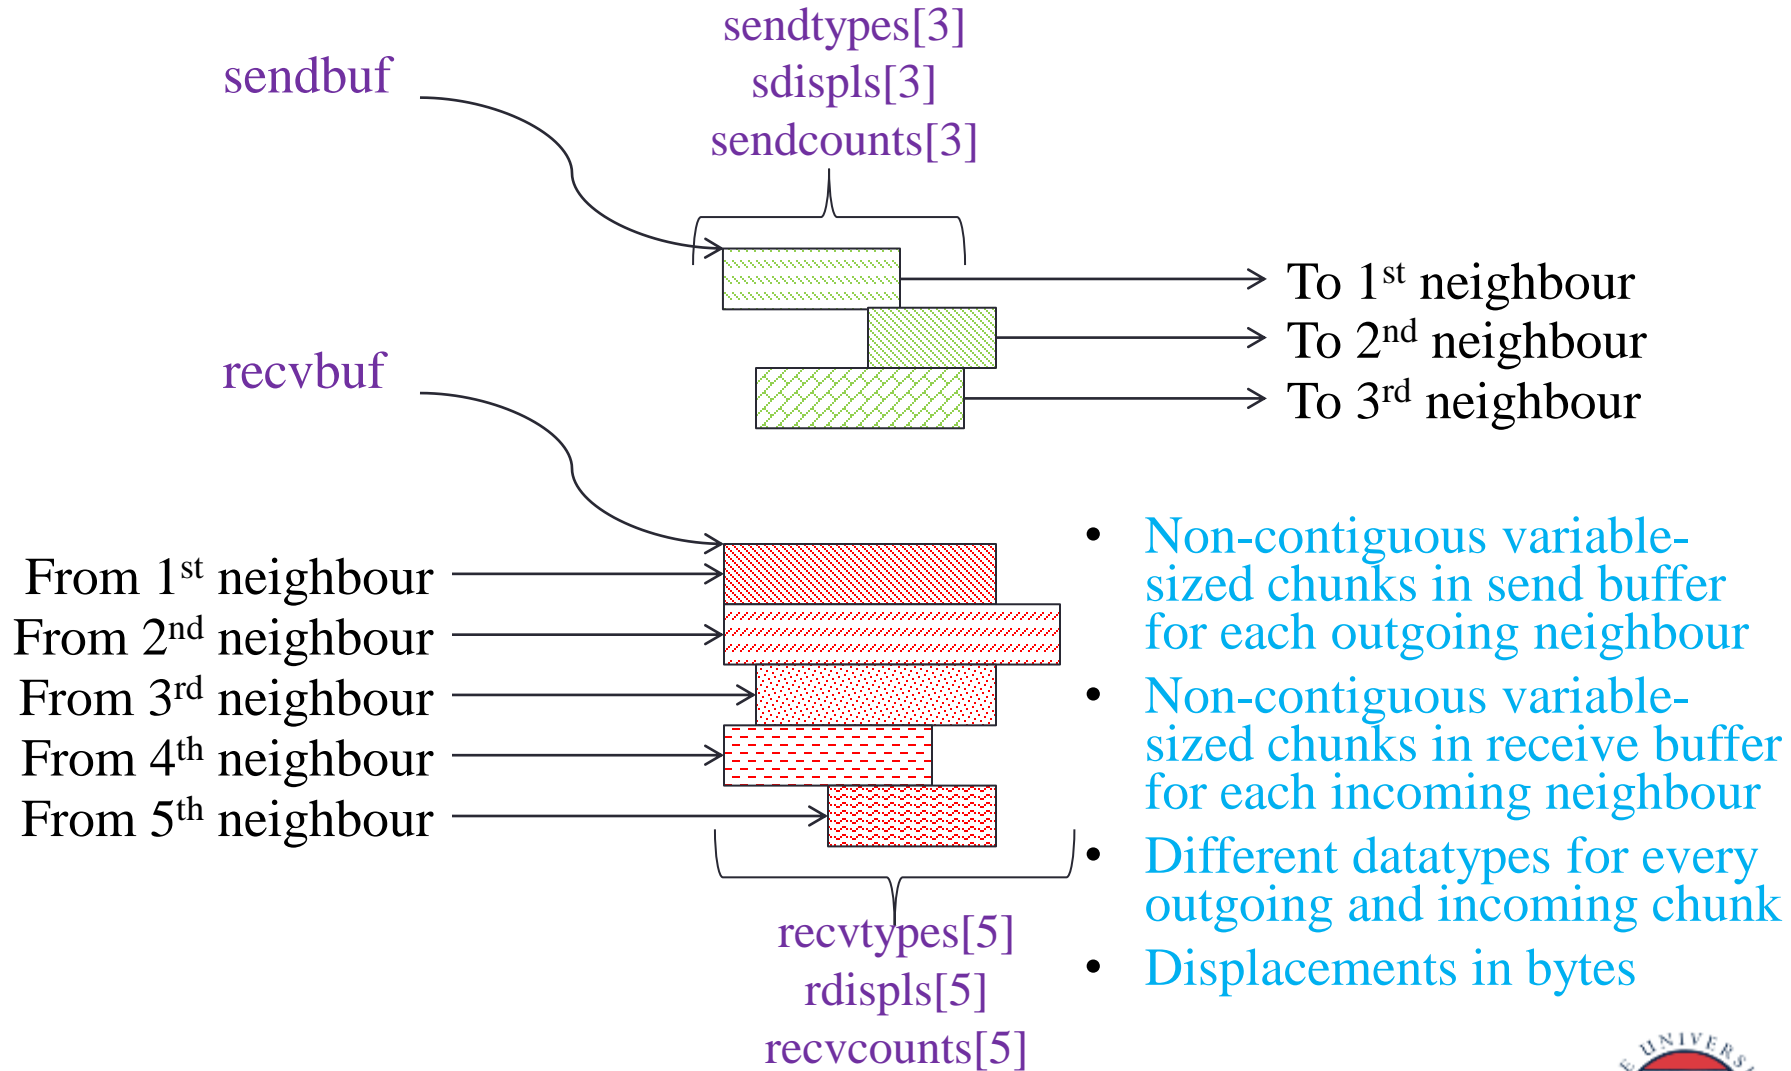 sendtypes[3]
sdispls[3]
sendcounts[3]
sendbuf
To 1st neighbour
To 2nd neighbour
To 3rd neighbour
recvbuf
From 1st neighbour
From 2nd neighbour
From 3rd neighbour
From 4th neighbour
From 5th neighbour
• Non-contiguous variable-
sized chunks in send buffer
for each outgoing neighbour
• Non-contiguous variable-
sized chunks in receive buffer
for each incoming neighbour
• Different datatypes for every
outgoing and incoming chunk
• Displacements in bytes
recvtypes[5]
rdispls[5]
recvcounts[5]